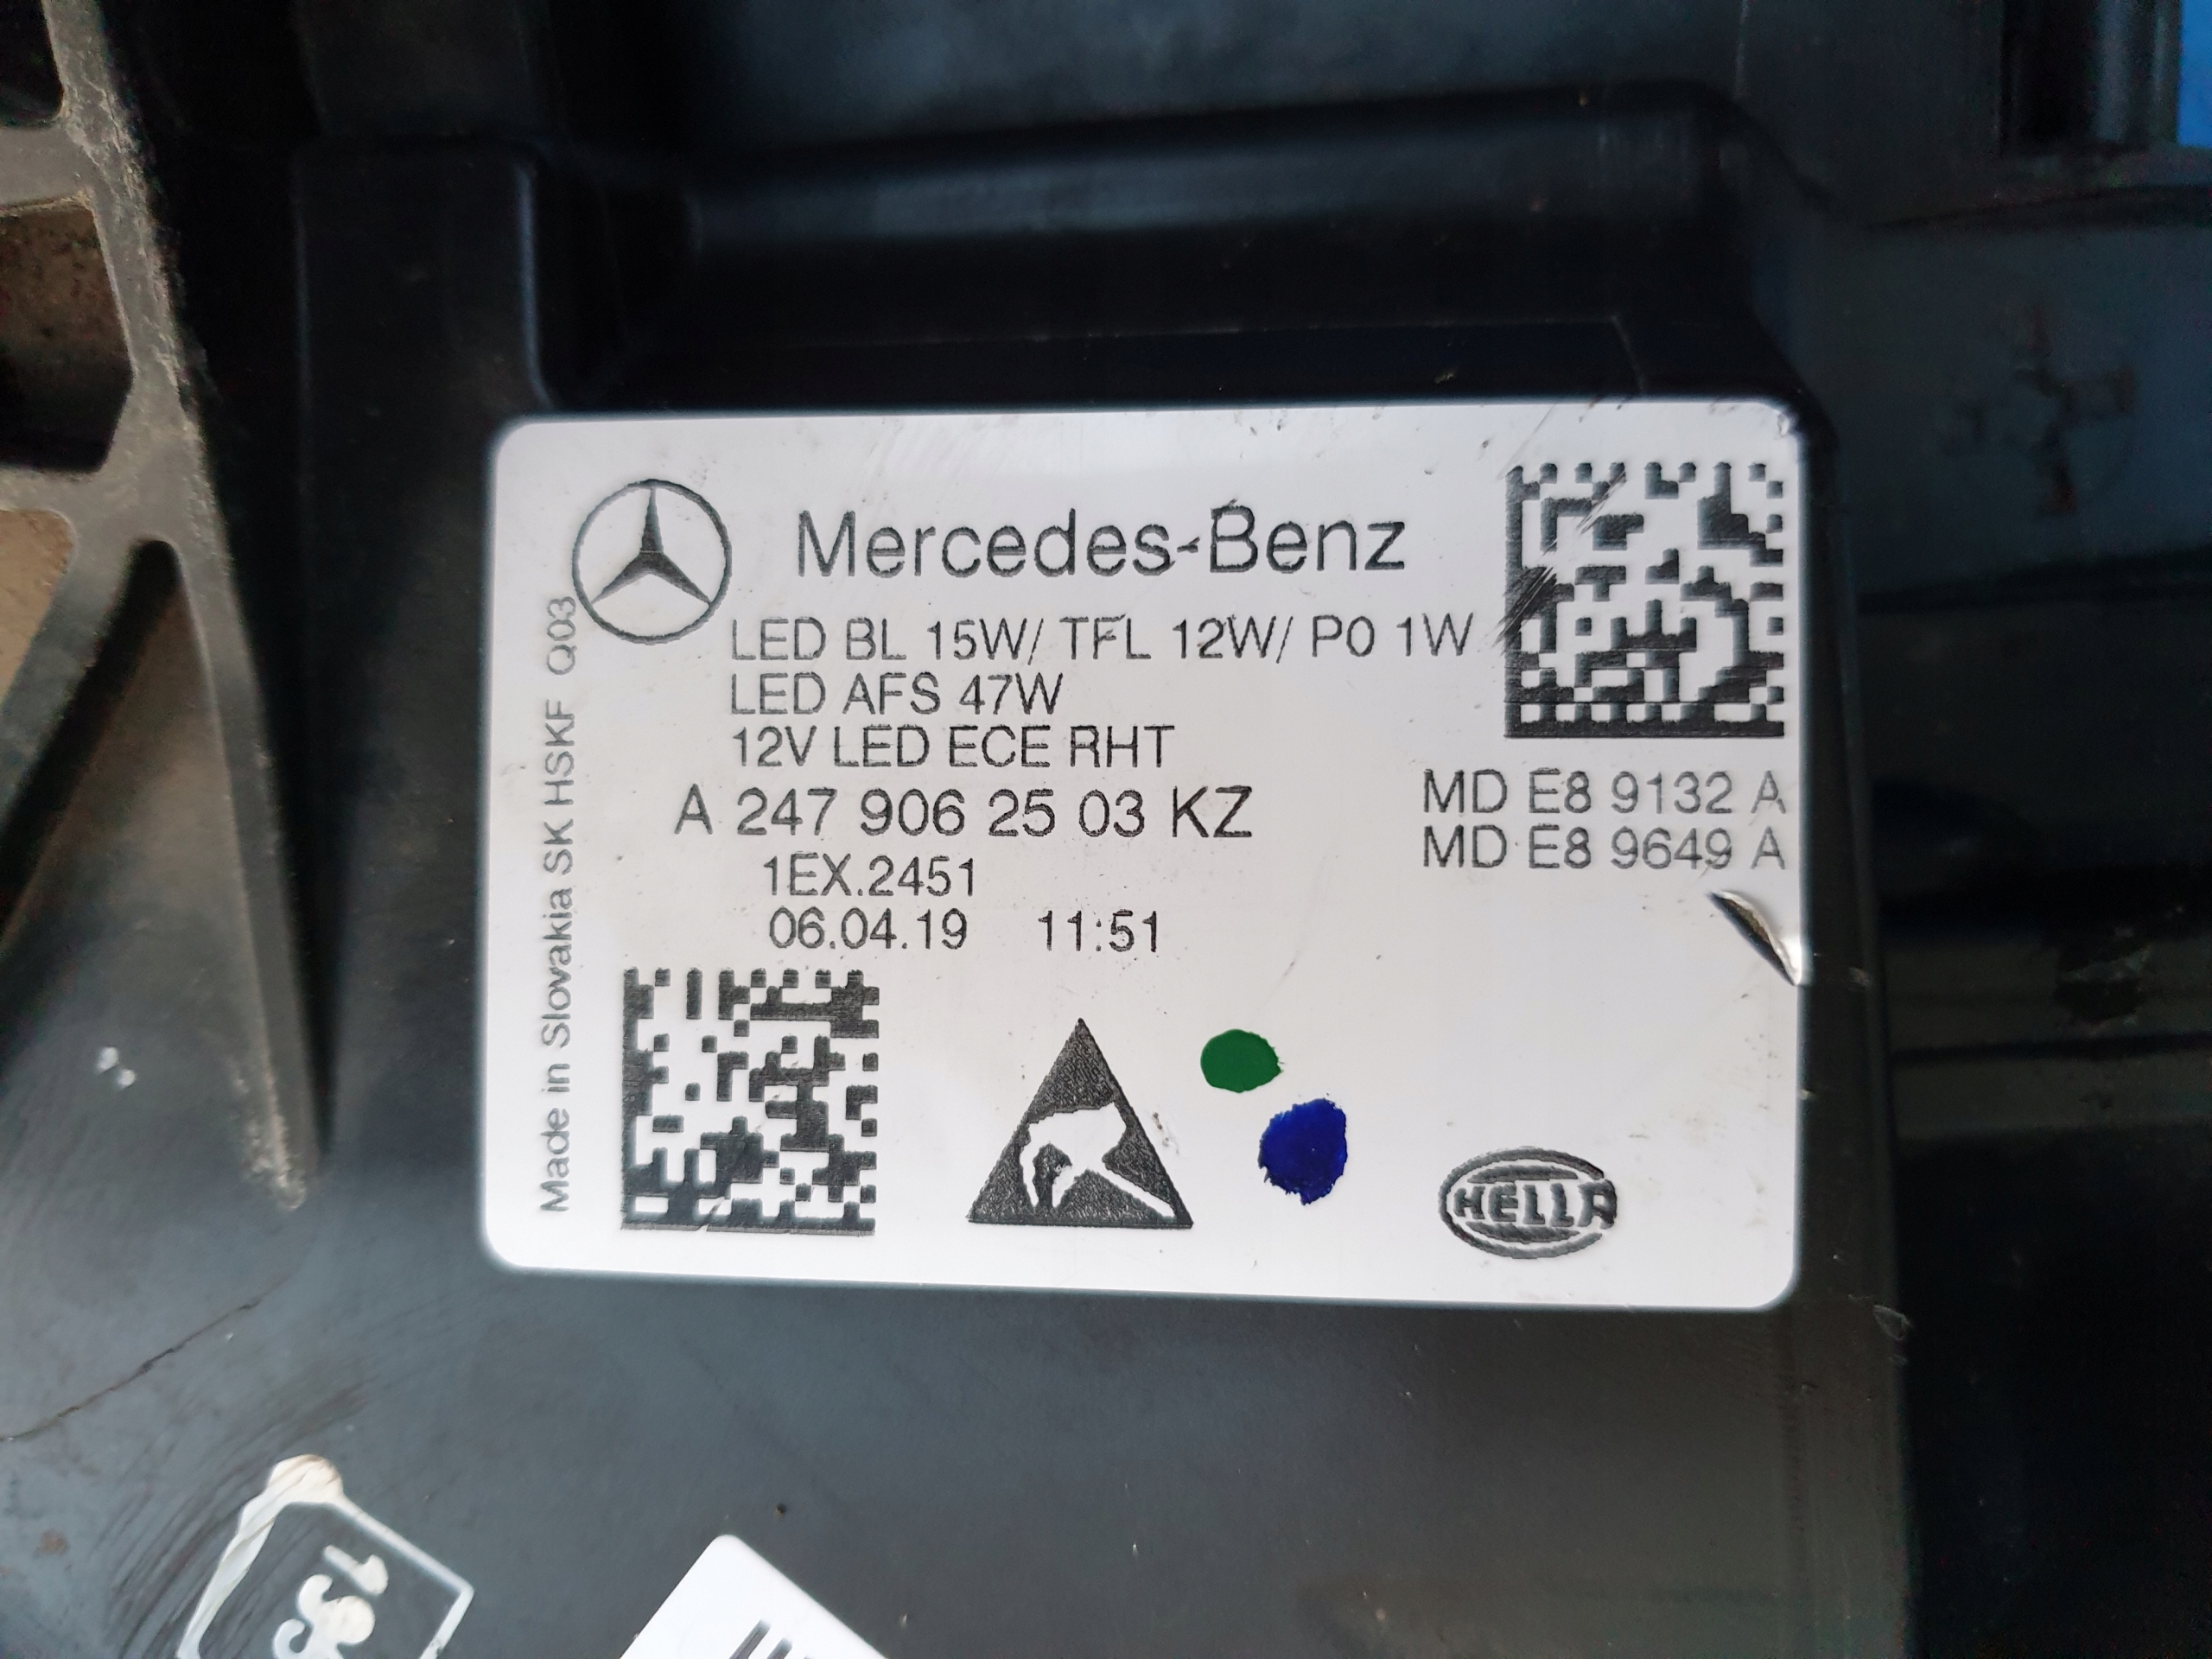 Mercedes-Benz
LED BL 15W/ TFL 12W/ P0 1W
LED AFS 47W
12V LED ECE RHT
A 247 906 25 03 KZ
1EX.2451
06.04.19 11:51
MD E8 9132 A
MD E8 9649 A
Made in Slovakia SK HSKF Q03
HELLA